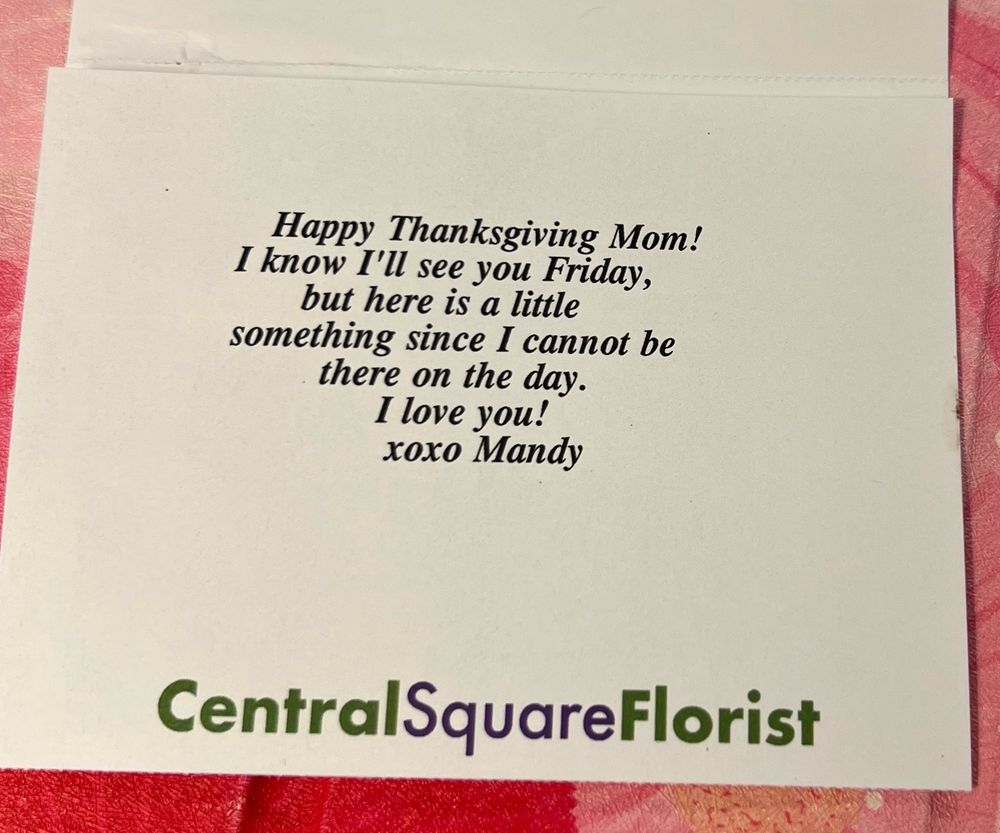 Happy Thanksgiving Mom!
I know I'll see you Friday,
but here is a little
something since I cannot be
there on the day.
I love you!
xoxo Mandy
CentralSquareFlorist